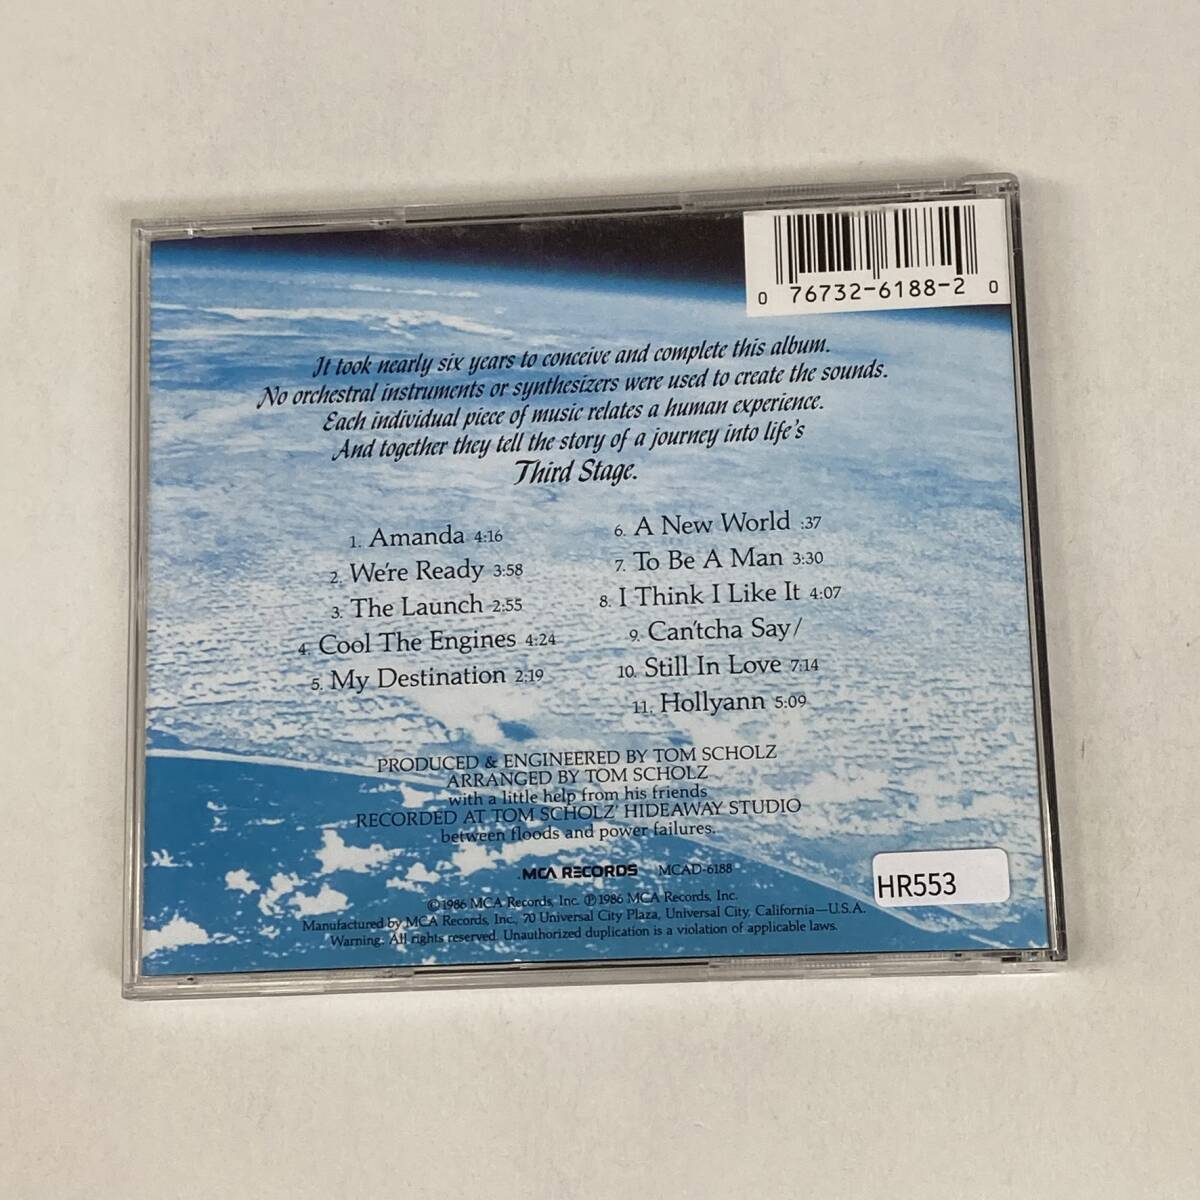 0 76732-6188-2 0
It took nearly six years to conceive and complete this album.
No orchestral instruments or synthesizers were used to create the sounds.
Each individual piece of music relates a human experience.
And together they tell the story of a journey into life's
Third Stage.
1. Amanda 4:16
2. We're Ready 3:58
3. The Launch 2:55
4. Cool The Engines 4:24
5. My Destination 2:19
6. A New World :37
7. To Be A Man 3:30
8. I Think I Like It 4:07
9. Can'tcha Say/
10. Still In Love 7:14
11. Hollyann 5:09
PRODUCED & ENGINEERED BY TOM SCHOLZ
ARRANGED BY TOM SCHOLZ
with a little help from his friends
RECORDED AT TOM SCHOLZ' HIDEAWAY STUDIO
between floods and power failures.
MCA RECORDS MCAD-6188
HR553
©1986 MCA Records, Inc. ℗1986 MCA Records, Inc.
Manufactured by MCA Records, Inc., 70 Universal City Plaza, Universal City, California—U.S.A.
Warning: All rights reserved. Unauthorized duplication is a violation of applicable laws.